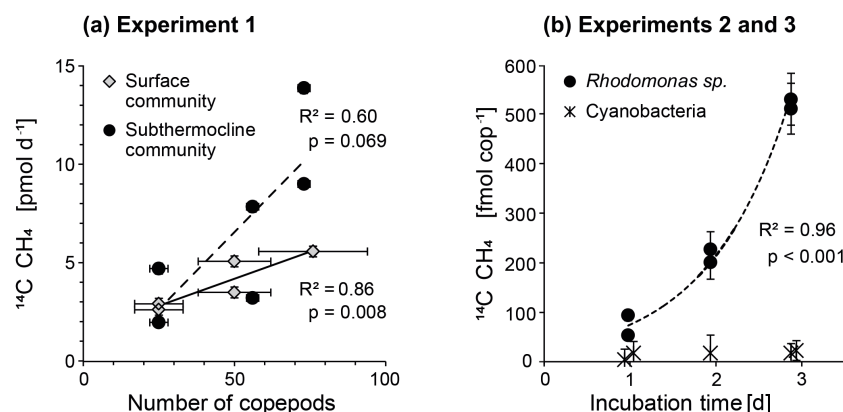 (a) Experiment 1
15
10
5
0
0
50
100
¹⁴C CH₄ [pmol d⁻¹]
Number of copepods
Surface
community
Subthermocline
community
R² = 0.60
p = 0.069
R² = 0.86
p = 0.008
(b) Experiments 2 and 3
600
500
400
300
200
100
0
0
1
2
3
¹⁴C CH₄ [fmol cop⁻¹]
Incubation time [d]
Rhodomonas sp.
Cyanobacteria
R² = 0.96
p < 0.001